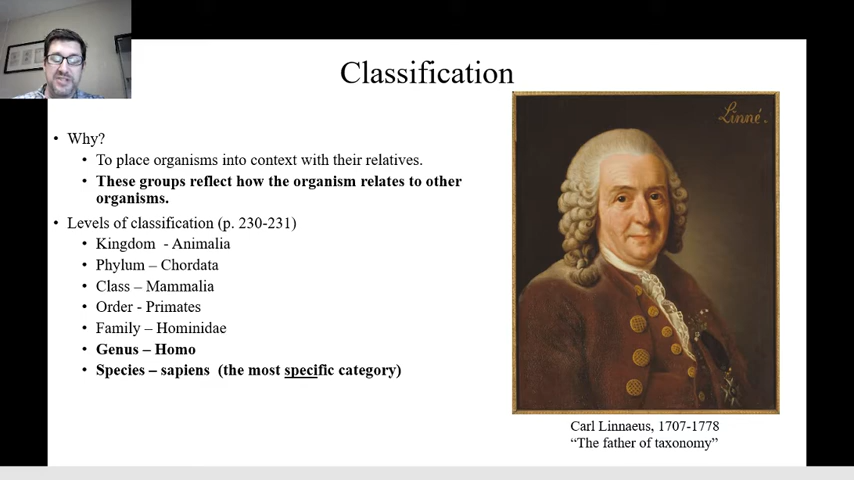 Classification
Linné.
• Why?
• To place organisms into context with their relatives.
• These groups reflect how the organism relates to other
organisms.
• Levels of classification (p. 230-231)
• Kingdom  - Animalia
• Phylum – Chordata
• Class – Mammalia
• Order - Primates
• Family – Hominidae
• Genus – Homo
• Species – sapiens  (the most specific category)
Carl Linnaeus, 1707-1778
“The father of taxonomy”